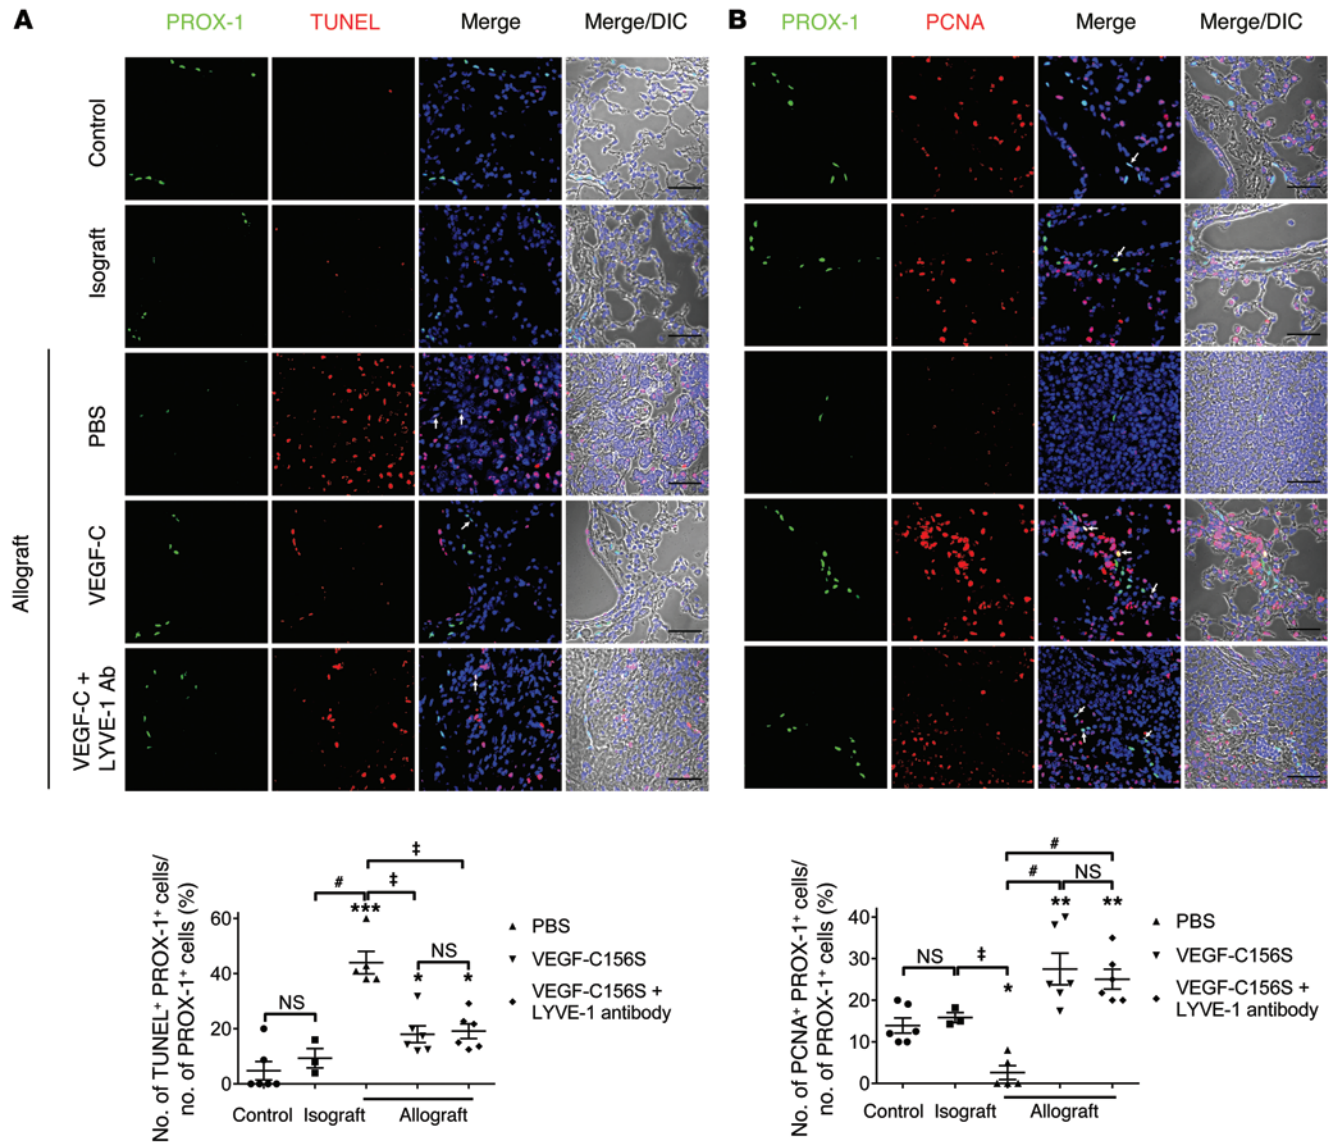 A
PROX-1 TUNEL Merge Merge/DIC
Control
Isograft
PBS
VEGF-C
VEGF-C +
LYVE-1 Ab
Allograft
B
PROX-1 PCNA Merge Merge/DIC
No. of TUNEL⁺ PROX-1⁺ cells/
no. of PROX-1⁺ cells (%)
60
40
20
0
NS
#
‡
‡
***
NS
*
*
Control Isograft Allograft
PBS
VEGF-C156S
VEGF-C156S +
LYVE-1 antibody
No. of PCNA⁺ PROX-1⁺ cells/
no. of PROX-1⁺ cells (%)
40
30
20
10
0
NS
‡
#
#
NS
*
**
**
Control Isograft Allograft
PBS
VEGF-C156S
VEGF-C156S +
LYVE-1 antibody